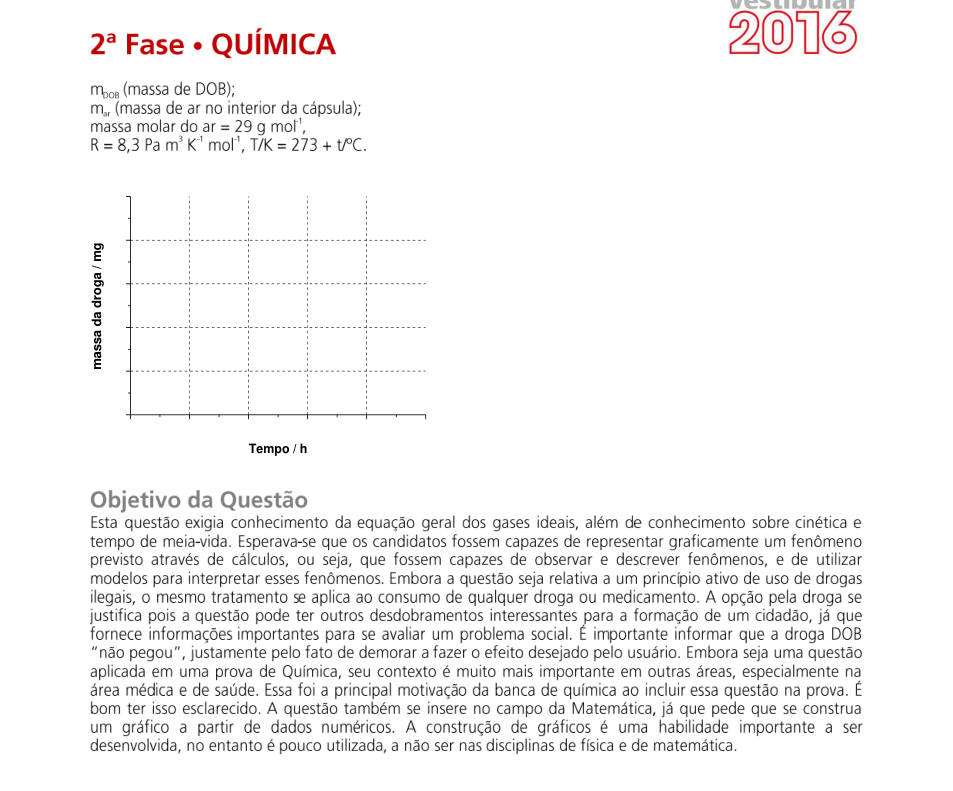 vestibular
2016
2ª Fase • QUÍMICA
m_DOB (massa de DOB);
m_ar (massa de ar no interior da cápsula);
massa molar do ar = 29 g mol⁻¹,
R = 8,3 Pa m³ K⁻¹ mol⁻¹, T/K = 273 + t/ºC.
massa da droga / mg
Tempo / h
Objetivo da Questão
Esta questão exigia conhecimento da equação geral dos gases ideais, além de conhecimento sobre cinética e
tempo de meia-vida. Esperava-se que os candidatos fossem capazes de representar graficamente um fenômeno
previsto através de cálculos, ou seja, que fossem capazes de observar e descrever fenômenos, e de utilizar
modelos para interpretar esses fenômenos. Embora a questão seja relativa a um princípio ativo de uso de drogas
ilegais, o mesmo tratamento se aplica ao consumo de qualquer droga ou medicamento. A opção pela droga se
justifica pois a questão pode ter outros desdobramentos interessantes para a formação de um cidadão, já que
fornece informações importantes para se avaliar um problema social. É importante informar que a droga DOB
“não pegou”, justamente pelo fato de demorar a fazer o efeito desejado pelo usuário. Embora seja uma questão
aplicada em uma prova de Química, seu contexto é muito mais importante em outras áreas, especialmente na
área médica e de saúde. Essa foi a principal motivação da banca de química ao incluir essa questão na prova. É
bom ter isso esclarecido. A questão também se insere no campo da Matemática, já que pede que se construa
um gráfico a partir de dados numéricos. A construção de gráficos é uma habilidade importante a ser
desenvolvida, no entanto é pouco utilizada, a não ser nas disciplinas de física e de matemática.